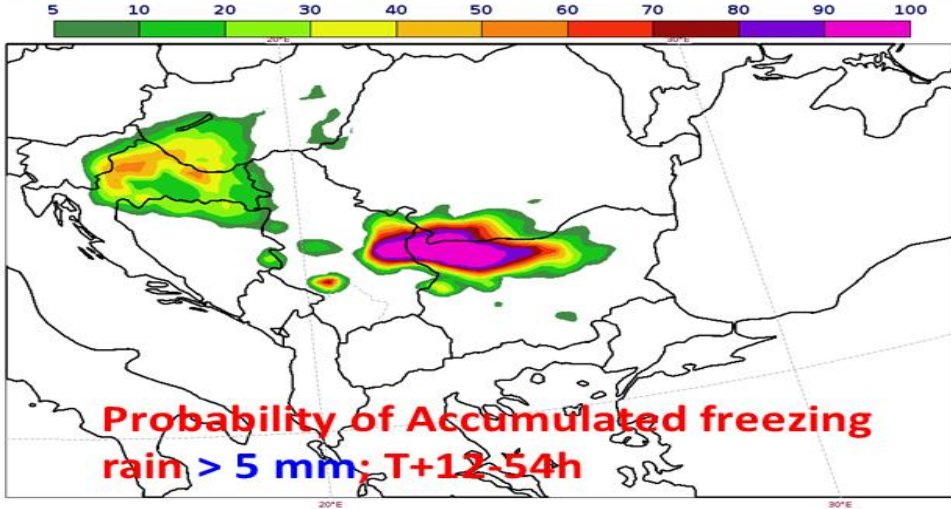 5 10 20 30 40 50 60 70 80 90 100
20°E 30°E
Probability of Accumulated freezing
rain > 5 mm; T+12-54h
20°E 30°E